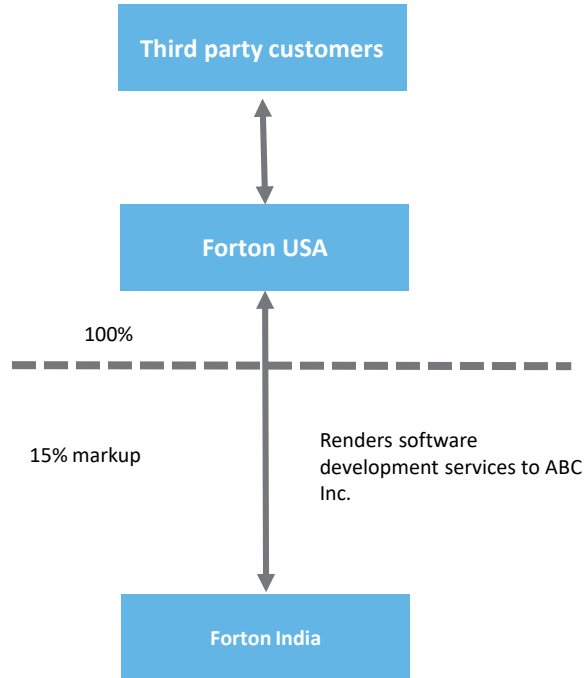 Third party customers
Forton USA
100%
15% markup
Renders software
development services to ABC
Inc.
Forton India